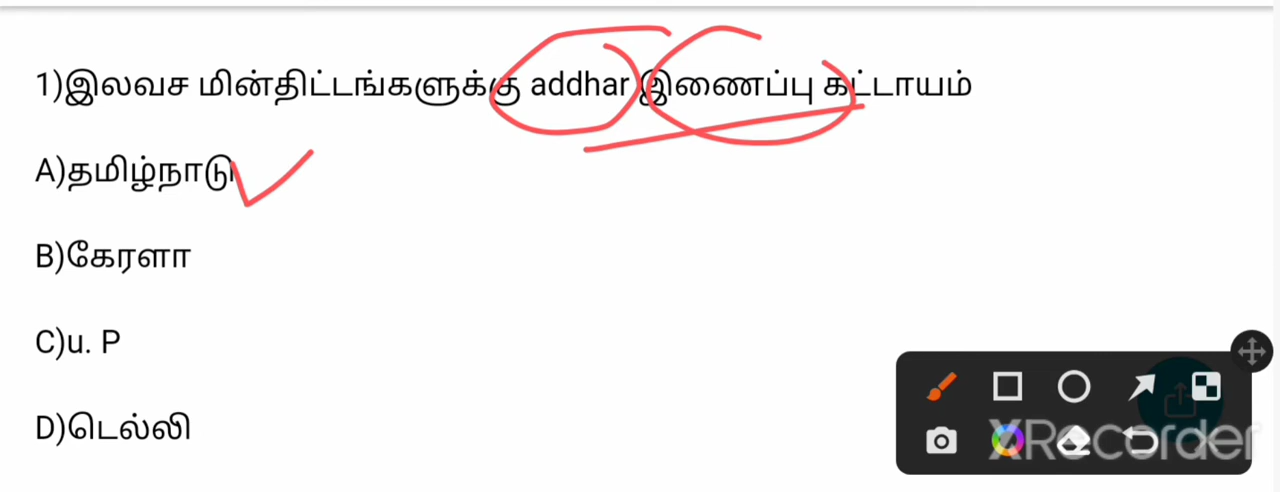 1)இலவச மின்திட்டங்களுக்கு addhar இணைப்பு கட்டாயம்
A)தமிழ்நாடு
B)கேரளா
C)u. P
D)டெல்லி
XRecorder